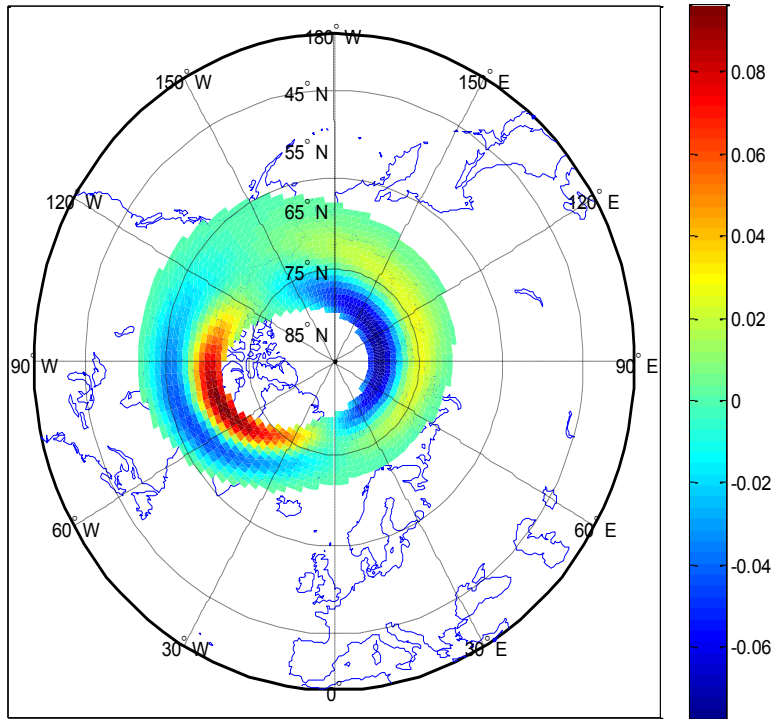 180° W
150° W
150° E
45° N
55° N
120° W
120° E
65° N
75° N
85° N
90° W
90° E
60° W
60° E
30° W
30° E
0°
0.08
0.06
0.04
0.02
0
-0.02
-0.04
-0.06